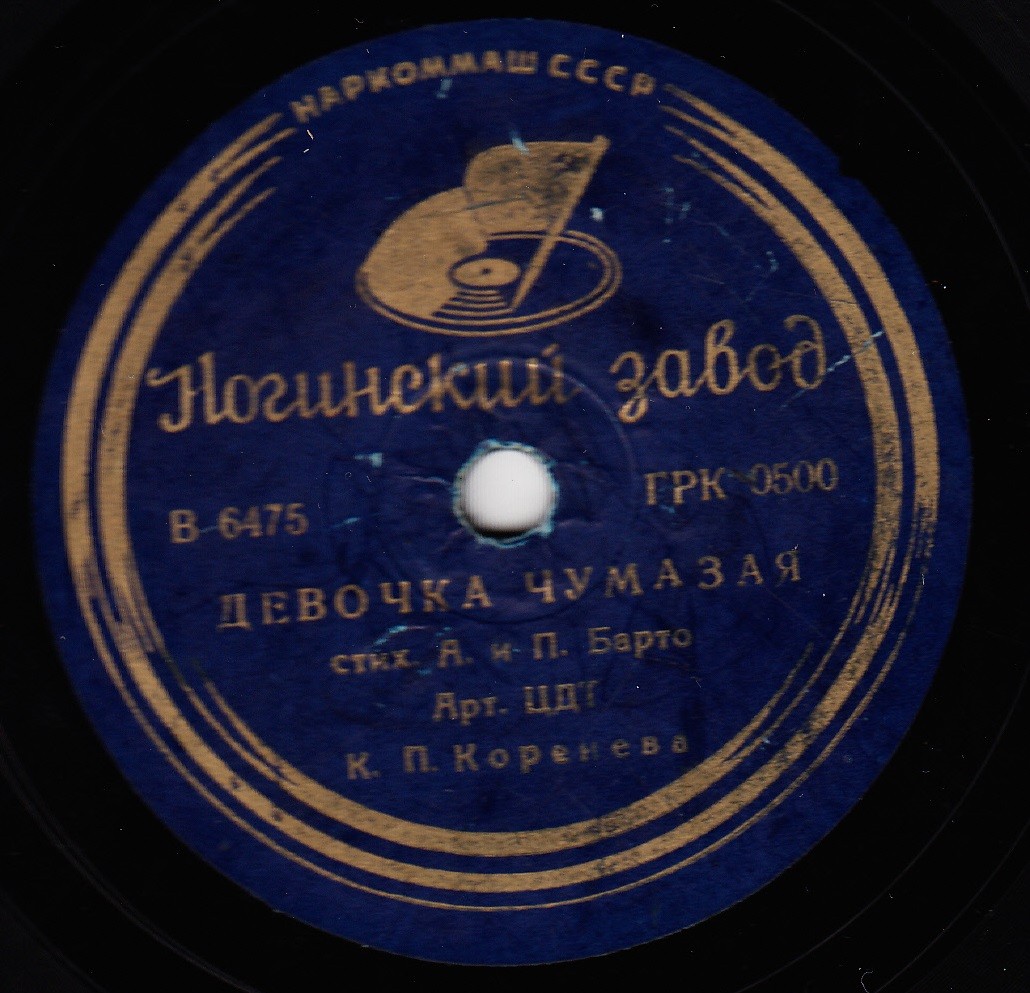 НАРКОММАШ СССР
Ногинский завод
В-6475 ГРК-0500
ДЕВОЧКА ЧУМАЗАЯ
стих. А. и П. Барто
Арт. ЦДТ
К. П. Коренева